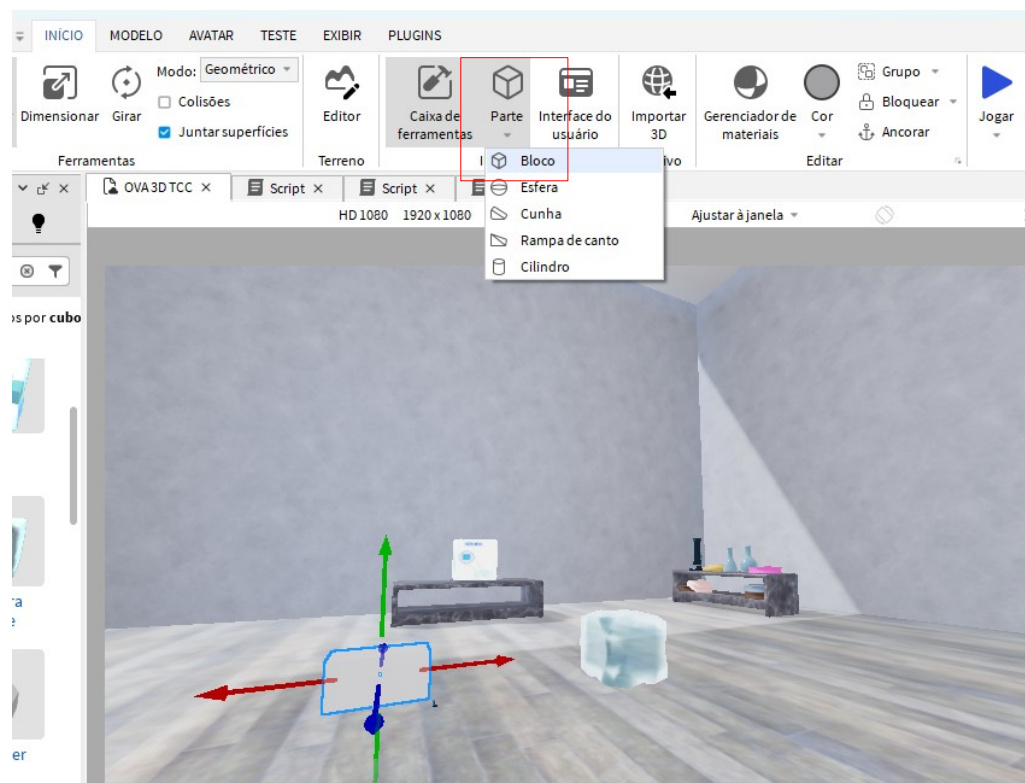 INÍCIO MODELO AVATAR TESTE EXIBIR PLUGINS
Modo: Geométrico
Colisões
Juntar superfícies
Dimensionar Girar
Editor
Caixa de ferramentas
Parte
Interface do usuário
Importar 3D
Gerenciador de materiais
Cor
Grupo
Bloquear
Ancorar
Jogar
Ferramentas
Terreno
Editar
OVA3D TCC
Script
Script
HD 1080 1920 x 1080
Ajustar à janela
Bloco
Esfera
Cunha
Rampa de canto
Cilindro
por cubo